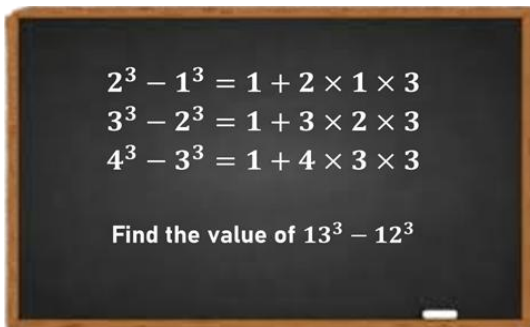 2³ − 1³ = 1 + 2 × 1 × 3
3³ − 2³ = 1 + 3 × 2 × 3
4³ − 3³ = 1 + 4 × 3 × 3
Find the value of 13³ − 12³